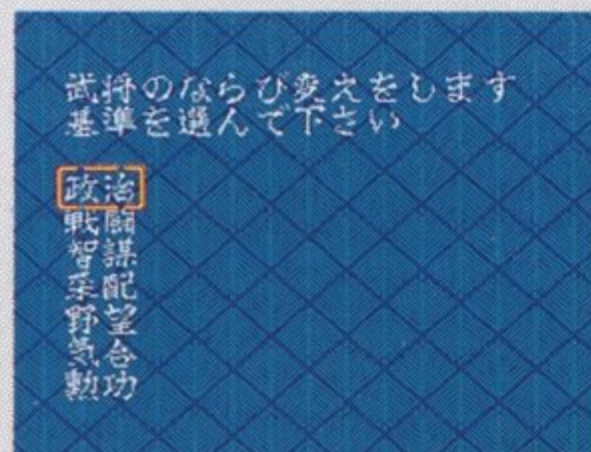 武将のならび変えをします
基準を選んで下さい
政治
戦闘
智謀
采配
野望
気合
勲功